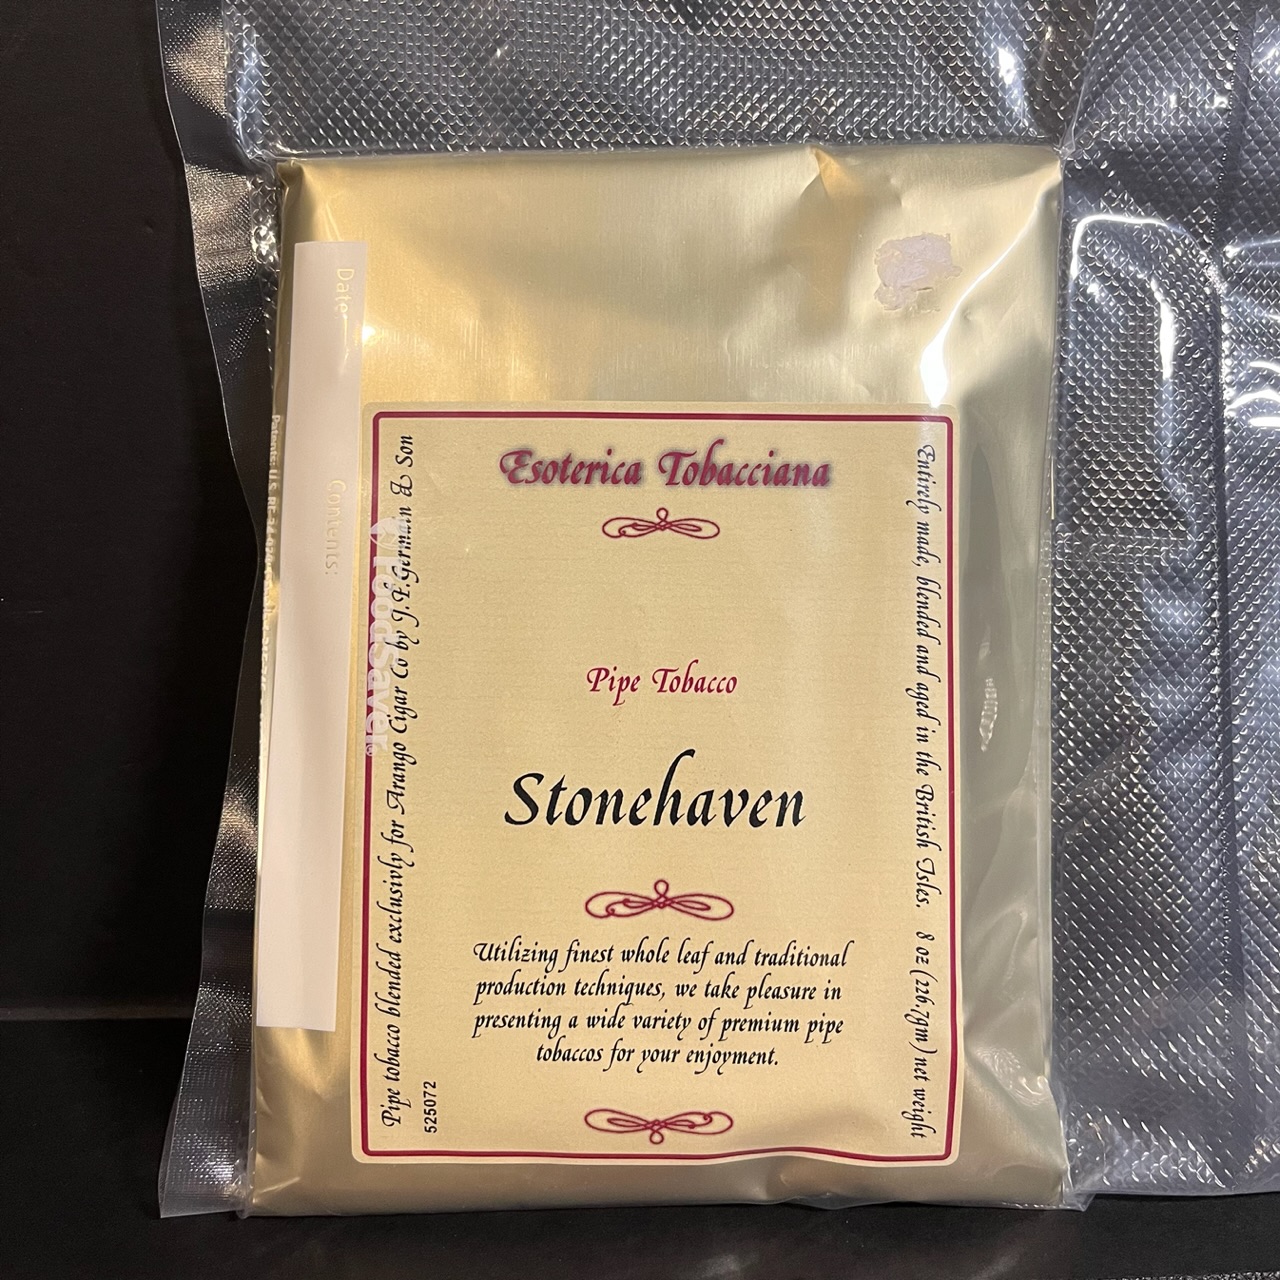 Date:
Contents:
FoodSaver®
Esoterica Tobacciana
Pipe Tobacco
Stonehaven
Utilizing finest whole leaf and traditional
production techniques, we take pleasure in
presenting a wide variety of premium pipe
tobaccos for your enjoyment.
Pipe tobacco blended exclusivly for Arango Cigar Co by J.F.Germain & Son
525072
Entirely made, blended and aged in the British Isles. 8 oz (226.7gm) net weight
Patents: U.S.